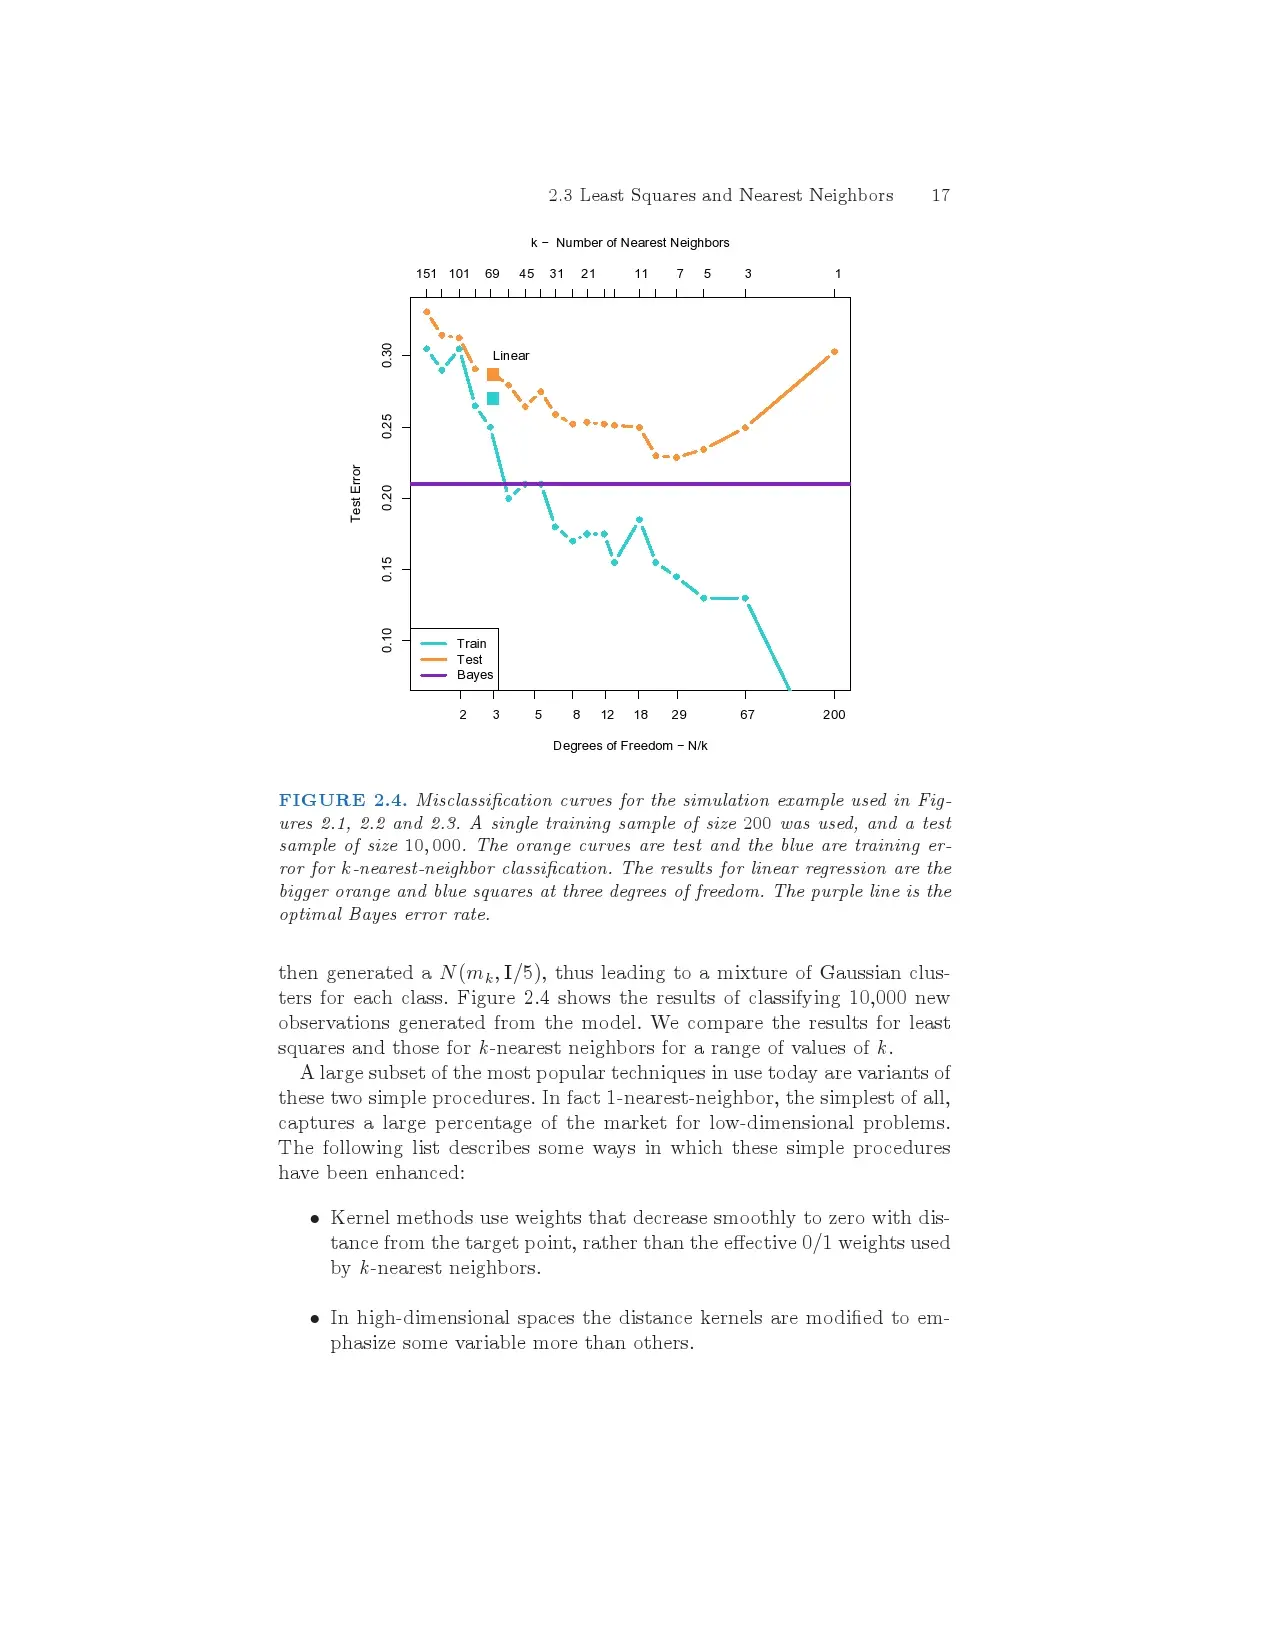 2.3 Least Squares and Nearest Neighbors 17
k − Number of Nearest Neighbors
151 101 69 45 31 21 11 7 5 3 1
Linear
0.30
0.25
0.20
0.15
0.10
Test Error
Train
Test
Bayes
2 3 5 8 12 18 29 67 200
Degrees of Freedom − N/k
FIGURE 2.4. Misclassification curves for the simulation example used in Fig-
ures 2.1, 2.2 and 2.3. A single training sample of size 200 was used, and a test
sample of size 10,000. The orange curves are test and the blue are training er-
ror for k-nearest-neighbor classification. The results for linear regression are the
bigger orange and blue squares at three degrees of freedom. The purple line is the
optimal Bayes error rate.
then generated a N(mk, I/5), thus leading to a mixture of Gaussian clus-
ters for each class. Figure 2.4 shows the results of classifying 10,000 new
observations generated from the model. We compare the results for least
squares and those for k-nearest neighbors for a range of values of k.
A large subset of the most popular techniques in use today are variants of
these two simple procedures. In fact 1-nearest-neighbor, the simplest of all,
captures a large percentage of the market for low-dimensional problems.
The following list describes some ways in which these simple procedures
have been enhanced:
• Kernel methods use weights that decrease smoothly to zero with dis-
tance from the target point, rather than the effective 0/1 weights used
by k-nearest neighbors.
• In high-dimensional spaces the distance kernels are modified to em-
phasize some variable more than others.